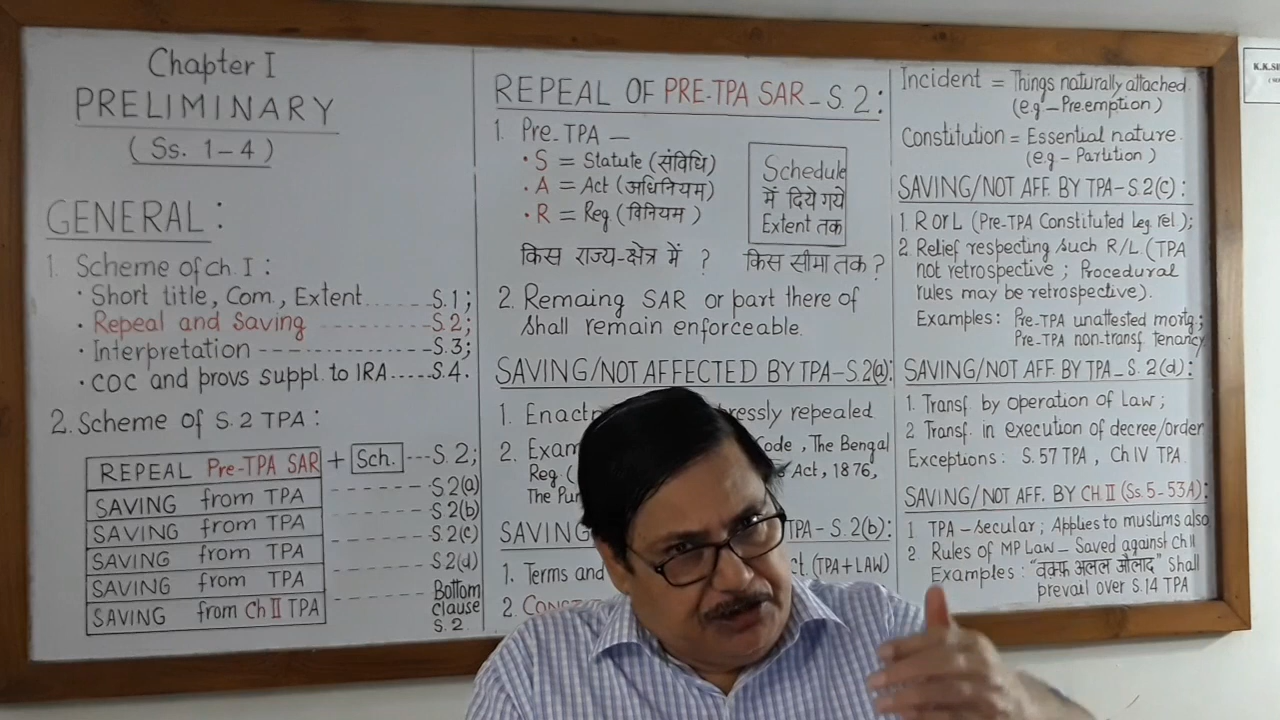 Chapter I
PRELIMINARY
(Ss. 1-4)
GENERAL:
1. Scheme of ch. I:
• Short title, Com., Extent......--S.1;
• Repeal and Saving ----------S.2;
• Interpretation ------------S.3;
• COC and provs suppl. to IRA.....S.4.
2. Scheme of S.2 TPA:
REPEAL Pre-TPA SAR + Sch. ---S.2;
SAVING from TPA ------ S.2(a)
SAVING from TPA ------ S.2(b)
SAVING from TPA ------ S.2(c)
SAVING from TPA ------ S.2(d)
SAVING from Ch II TPA ------ Bottom
clause
S.2.
REPEAL OF PRE-TPA SAR-S.2:
1. Pre-TPA —
• S = Statute (संविधि)
• A = Act (अधिनियम)
• R = Reg. (विनियम)
Schedule
में दिये गये
Extent तक
किस राज्य-क्षेत्र में ? किस सीमा तक ?
2. Remaing SAR or part there of
shall remain enforceable.
SAVING/NOT AFFECTED BY TPA-S.2(a):
1. ressly repealed
2. ode, The Bengal
Reg. ( Act, 1876,
The
SAVING TPA- S.2(b):
1. Terms and (TPA+LAW)
2.
Incident = Things naturally attached.
(e.g.-Pre.emption)
Constitution = Essential nature.
(e.g- Partution)
SAVING/NOT AFF. BY TPA-S.2(c):
1. R or L (Pre-TPA Constituted Leg. rel.);
2. Relief respecting such R/L. (TPA
not retrospective ; Procedural
rules may be retrospective).
Examples: Pre-TPA unattested mortg.;
Pre-TPA non-transf. Tenancy
SAVING/NOT AFF. BY TPA_S.2(d):
1. Transf. by operation of Law;
2 Transf. in execution of decree/order
Exceptions: S.57 TPA, Ch IV TPA.
SAVING/NOT AFF. BY CH.II (Ss.5-53A):
1 TPA-secular; Applies to muslims also
2 Rules of MP Law_Saved against Ch II
Examples: "वक़्फ़ अलल औलाद" shall
prevail over S.14 TPA